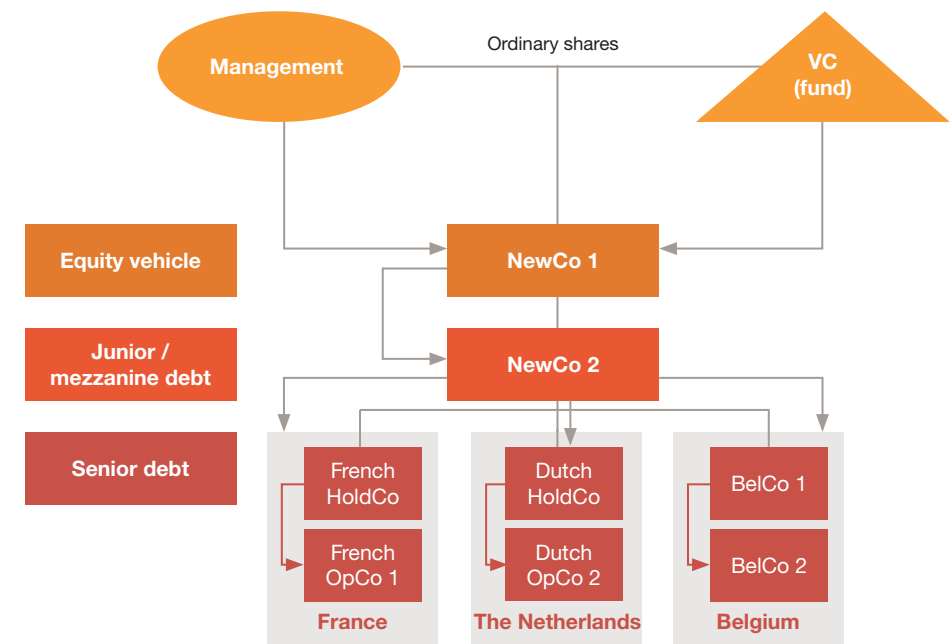 Ordinary shares
Management
VC
(fund)
Equity vehicle
NewCo 1
Junior /
mezzanine debt
NewCo 2
Senior debt
French
HoldCo
Dutch
HoldCo
BelCo 1
French
OpCo 1
Dutch
OpCo 2
BelCo 2
France
The Netherlands
Belgium